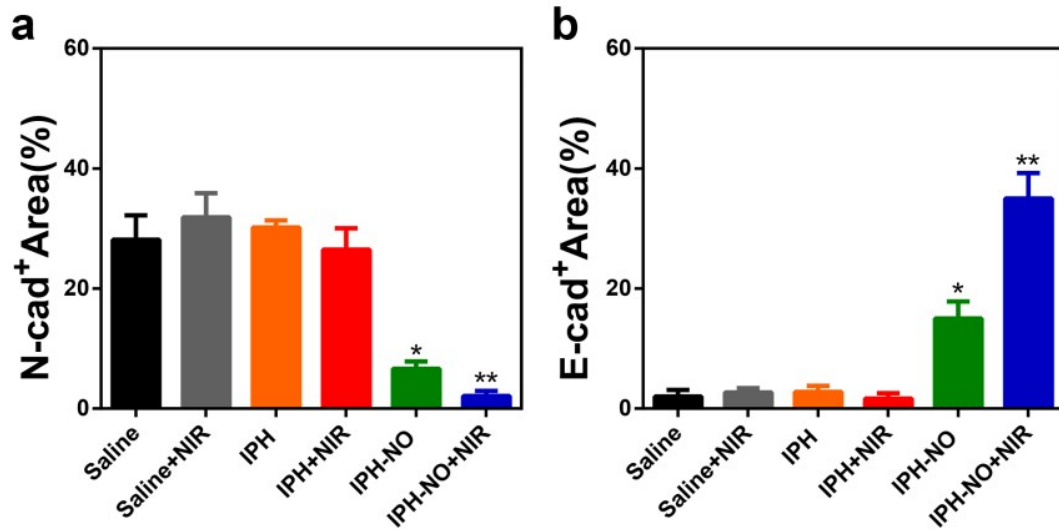 a
N-cad+Area(%)
60
40
20
0
*
**
Saline
Saline+NIR
IPH
IPH+NIR
IPH-NO
IPH-NO+NIR
b
E-cad+Area(%)
60
40
20
0
*
**
Saline
Saline+NIR
IPH
IPH+NIR
IPH-NO
IPH-NO+NIR